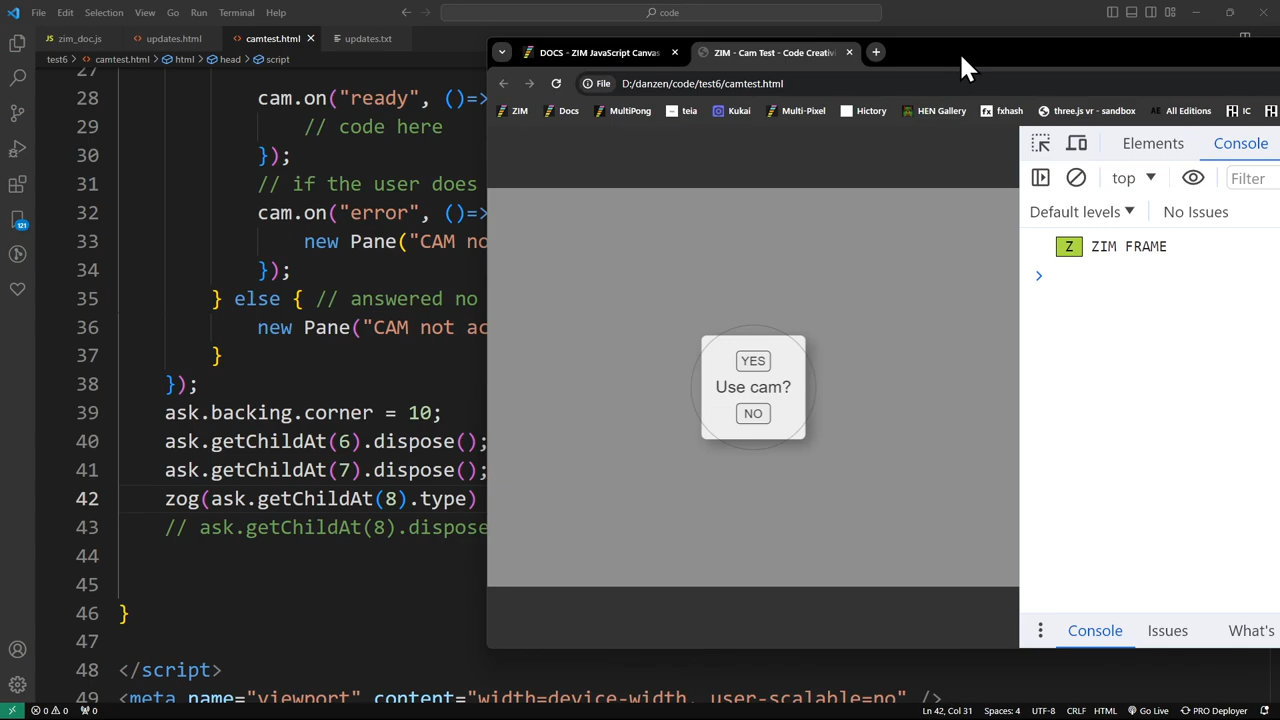 File Edit Selection View Go Run Terminal Help
code
zim_doc.js updates.html camtest.html updates.txt
test6 > camtest.html > html > head > script
27
28 cam.on("ready", ()=>
29 // code here
30 });
31 // if the user does
32 cam.on("error", ()=>
33 new Pane("CAM no
34 });
35 } else { // answered no
36 new Pane("CAM not ac
37 }
38 });
39 ask.backing.corner = 10;
40 ask.getChildAt(6).dispose();
41 ask.getChildAt(7).dispose();
42 zog(ask.getChildAt(8).type)
43 // ask.getChildAt(8).dispose
44
45
46 }
47
48 </script>
49 <meta name="viewport" content="width=device-width, user-scalable=no" />
121
DOCS - ZIM JavaScript Canvas ZIM - Cam Test - Code Creativi
File D:/danzen/code/test6/camtest.html
ZIM Docs MultiPong teia Kukai Multi-Pixel Hictory HEN Gallery fxhash three.js vr - sandbox AE All Editions IC
Elements Console
top Filter
Default levels No Issues
Z ZIM FRAME
YES
Use cam?
NO
Console Issues What's
0 0 0 Ln 42, Col 31 Spaces: 4 UTF-8 CRLF HTML Go Live PRO Deployer